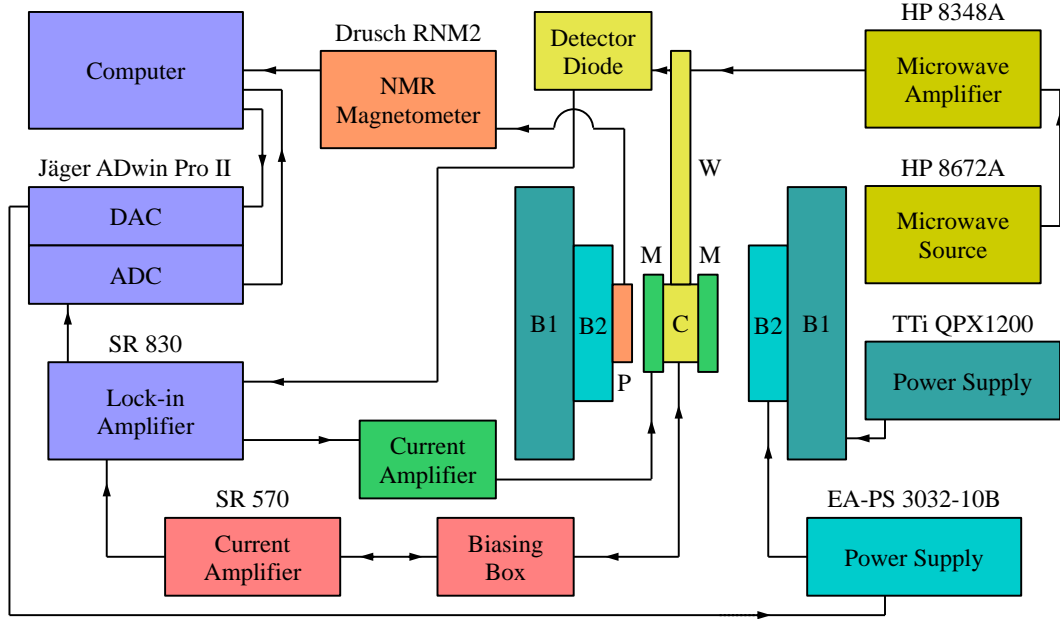 HP 8348A
Drusch RNM2
Detector
Diode
Computer
NMR
Magnetometer
Microwave
Amplifier
Jäger ADwin Pro II
W
HP 8672A
DAC
Microwave
Source
ADC
M
M
B1
B2
C
B2
B1
TTi QPX1200
SR 830
P
Power Supply
Lock-in
Amplifier
Current
Amplifier
SR 570
EA-PS 3032-10B
Current
Amplifier
Biasing
Box
Power Supply